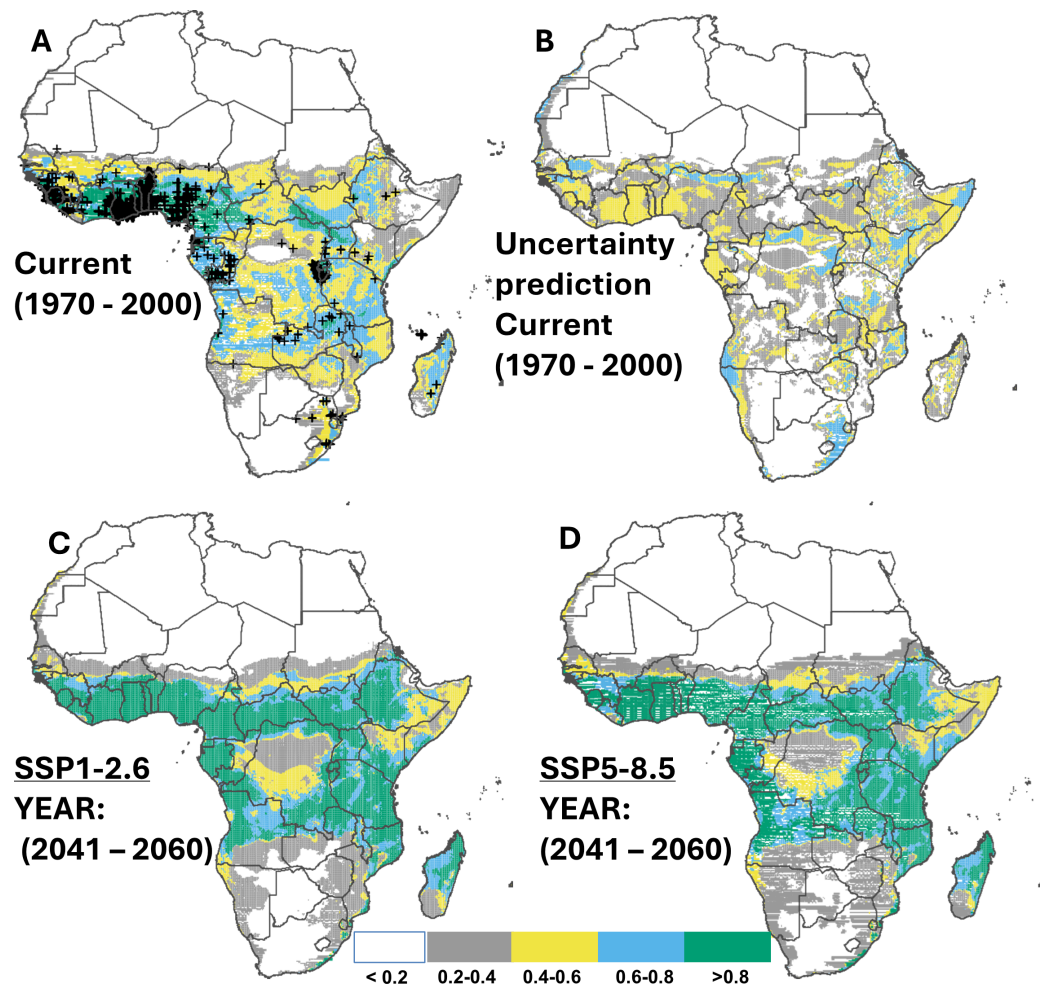 A
B
Current
(1970 - 2000)
Uncertainty
prediction
Current
(1970 - 2000)
C
D
SSP1-2.6
YEAR:
(2041 – 2060)
SSP5-8.5
YEAR:
(2041 – 2060)
< 0.2 0.2-0.4 0.4-0.6 0.6-0.8 >0.8